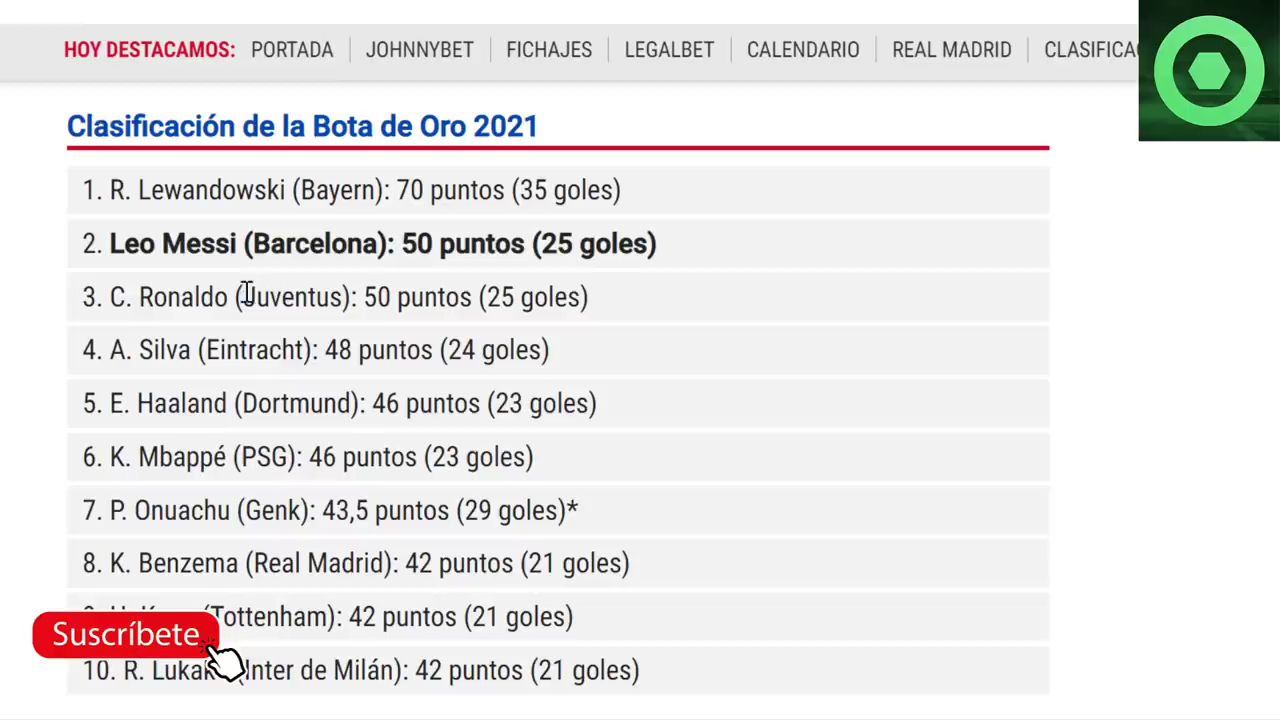 HOY DESTACAMOS: PORTADA JOHNNYBET FICHAJES LEGALBET CALENDARIO REAL MADRID
Clasificación de la Bota de Oro 2021
1. R. Lewandowski (Bayern): 70 puntos (35 goles)
2. Leo Messi (Barcelona): 50 puntos (25 goles)
3. C. Ronaldo (Juventus): 50 puntos (25 goles)
4. A. Silva (Eintracht): 48 puntos (24 goles)
5. E. Haaland (Dortmund): 46 puntos (23 goles)
6. K. Mbappé (PSG): 46 puntos (23 goles)
7. P. Onuachu (Genk): 43,5 puntos (29 goles)*
8. K. Benzema (Real Madrid): 42 puntos (21 goles)
(Tottenham): 42 puntos (21 goles)
Suscríbete
10. R. (Inter de Milán): 42 puntos (21 goles)